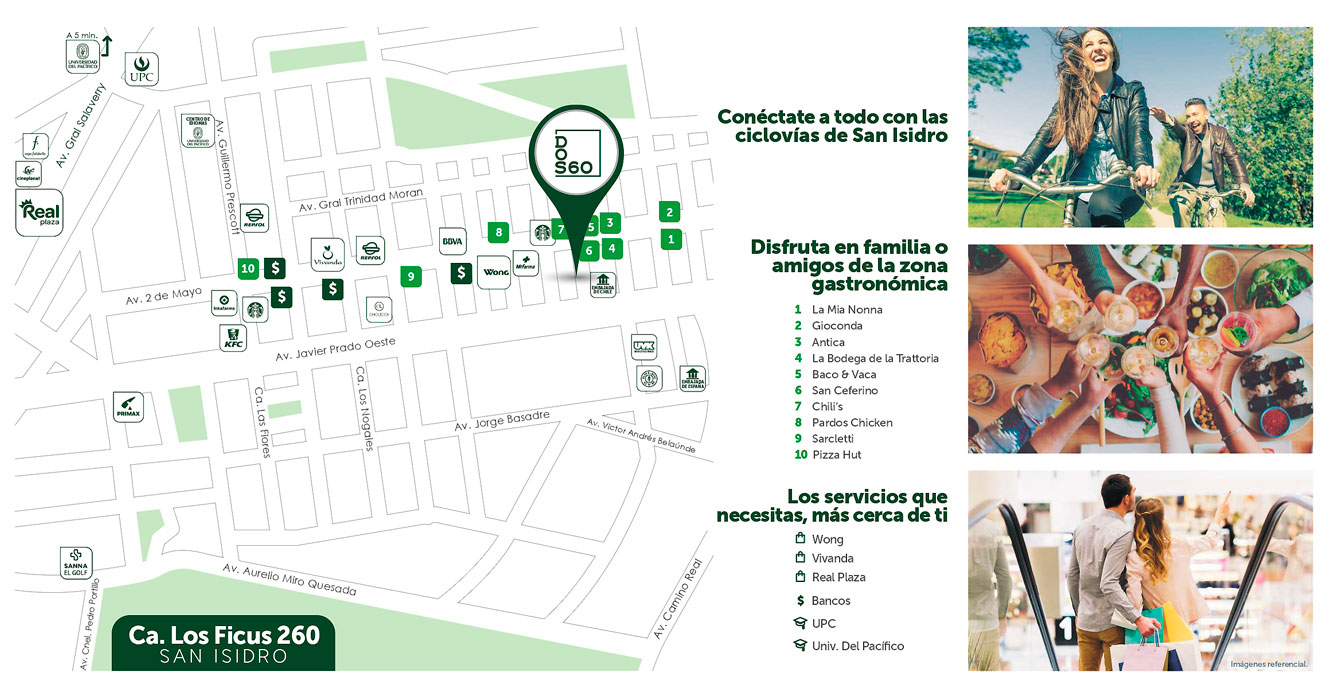 A 5 min.
UNIVERSIDAD
DEL PACÍFICO
UPC
Av. Gral Salaverry
CENTRO DE
IDIOMAS
UNIVERSIDAD
DEL PACÍFICO
Av. Guillermo Prescott
saga falabella
cineplanet
Real
plaza
Av. Gral Trinidad Moran
DOS60
REPSOL
Vivanda
REPSOL
BBVA
8
7
5
3
2
6
4
1
10
$
$
$
9
$
Wong
Mifarma
EMBAJADA
DE CHILE
Av. 2 de Mayo
Inkafarma
KFC
Av. Javier Prado Oeste
EMBAJADA
DE ESPAÑA
PRIMAX
Ca. Las Flores
Ca. Los Nogales
Av. Jorge Basadre
Av. Victor Andrés Belaúnde
SANNA
EL GOLF
Av. Aurelio Miro Quesada
Av. Cnel. Pedro Portillo
Av. Camino Real
Ca. Los Ficus 260
SAN ISIDRO
Conéctate a todo con las
ciclovías de San Isidro
Disfruta en familia o
amigos de la zona
gastronómica
1 La Mia Nonna
2 Gioconda
3 Antica
4 La Bodega de la Trattoria
5 Baco & Vaca
6 San Ceferino
7 Chili's
8 Pardos Chicken
9 Sarcletti
10 Pizza Hut
Los servicios que
necesitas, más cerca de ti
Wong
Vivanda
Real Plaza
$ Bancos
UPC
Univ. Del Pacífico
1
Imágenes referencial.